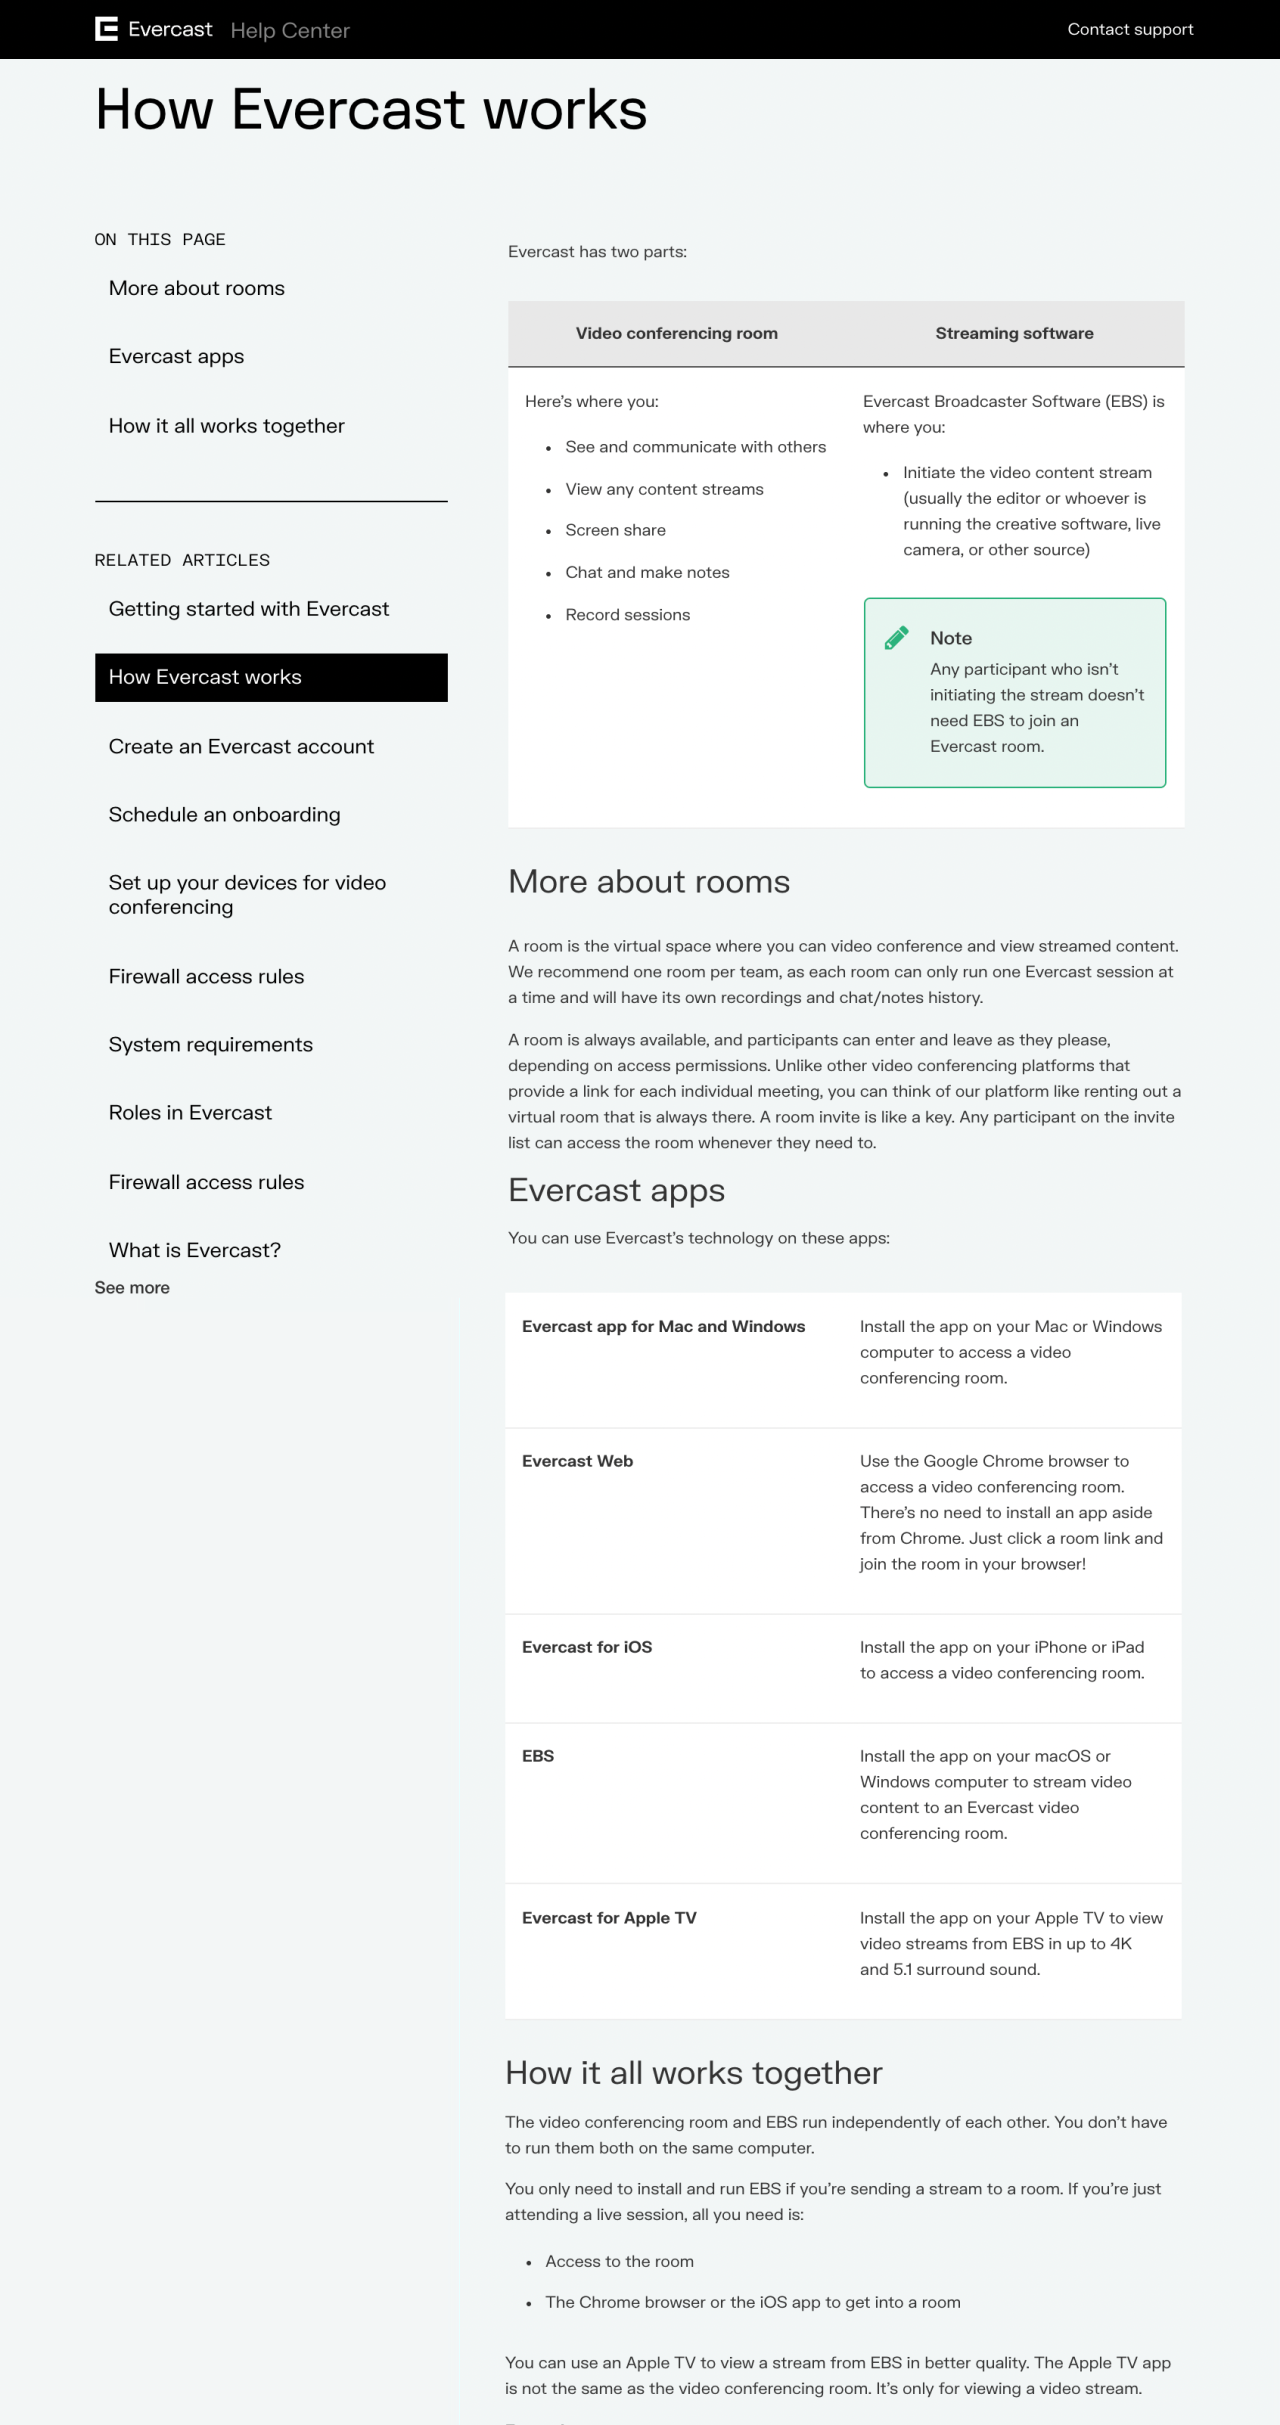 Evercast Help Center
Contact support
How Evercast works
ON THIS PAGE
More about rooms
Evercast apps
How it all works together
RELATED ARTICLES
Getting started with Evercast
How Evercast works
Create an Evercast account
Schedule an onboarding
Set up your devices for video
conferencing
Firewall access rules
System requirements
Roles in Evercast
Firewall access rules
What is Evercast?
See more
Evercast has two parts:
Video conferencing room
Streaming software
Here’s where you:
• See and communicate with others
• View any content streams
• Screen share
• Chat and make notes
• Record sessions
Evercast Broadcaster Software (EBS) is
where you:
• Initiate the video content stream
(usually the editor or whoever is
running the creative software, live
camera, or other source)
Note
Any participant who isn’t
initiating the stream doesn’t
need EBS to join an
Evercast room.
More about rooms
A room is the virtual space where you can video conference and view streamed content.
We recommend one room per team, as each room can only run one Evercast session at
a time and will have its own recordings and chat/notes history.
A room is always available, and participants can enter and leave as they please,
depending on access permissions. Unlike other video conferencing platforms that
provide a link for each individual meeting, you can think of our platform like renting out a
virtual room that is always there. A room invite is like a key. Any participant on the invite
list can access the room whenever they need to.
Evercast apps
You can use Evercast’s technology on these apps:
Evercast app for Mac and Windows
Install the app on your Mac or Windows
computer to access a video
conferencing room.
Evercast Web
Use the Google Chrome browser to
access a video conferencing room.
There’s no need to install an app aside
from Chrome. Just click a room link and
join the room in your browser!
Evercast for iOS
Install the app on your iPhone or iPad
to access a video conferencing room.
EBS
Install the app on your macOS or
Windows computer to stream video
content to an Evercast video
conferencing room.
Evercast for Apple TV
Install the app on your Apple TV to view
video streams from EBS in up to 4K
and 5.1 surround sound.
How it all works together
The video conferencing room and EBS run independently of each other. You don’t have
to run them both on the same computer.
You only need to install and run EBS if you’re sending a stream to a room. If you’re just
attending a live session, all you need is:
• Access to the room
• The Chrome browser or the iOS app to get into a room
You can use an Apple TV to view a stream from EBS in better quality. The Apple TV app
is not the same as the video conferencing room. It’s only for viewing a video stream.